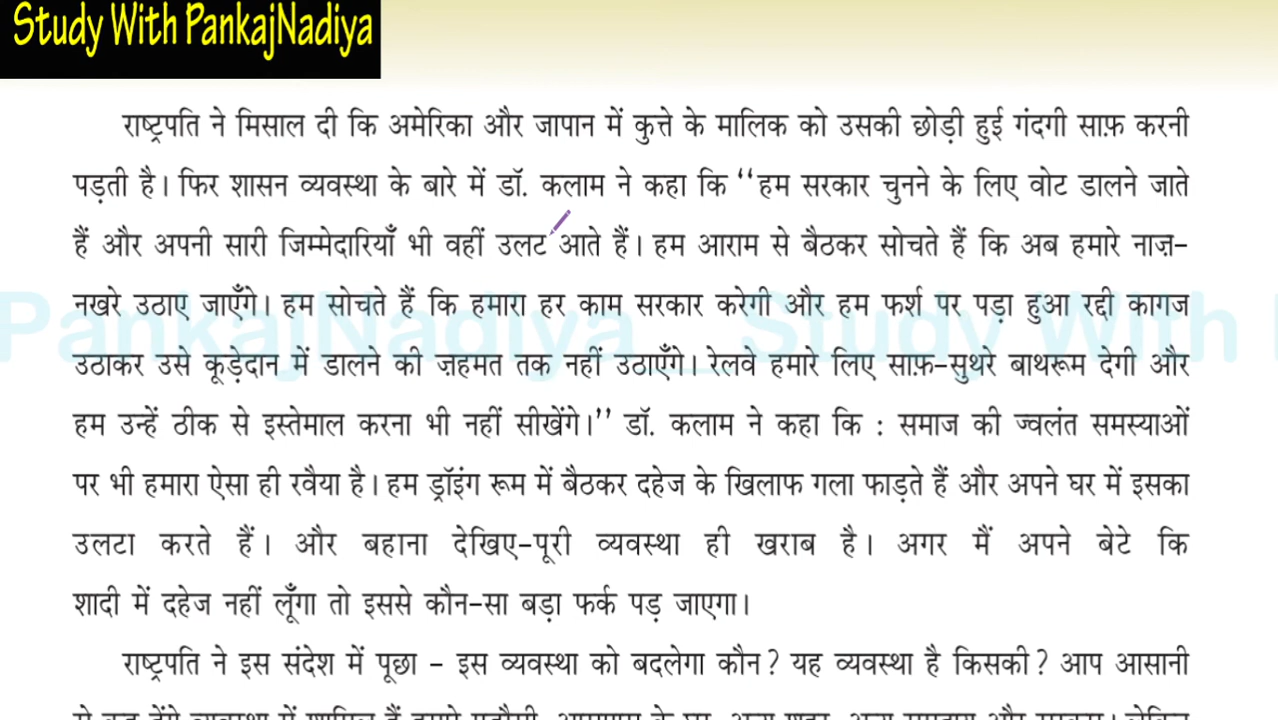 Study With PankajNadiya
राष्ट्रपति ने मिसाल दी कि अमेरिका और जापान में कुत्ते के मालिक को उसकी छोड़ी हुई गंदगी साफ़ करनी
पड़ती है। फिर शासन व्यवस्था के बारे में डॉ. कलाम ने कहा कि ‘‘हम सरकार चुनने के लिए वोट डालने जाते
हैं और अपनी सारी जिम्मेदारियाँ भी वहीं उलट आते हैं। हम आराम से बैठकर सोचते हैं कि अब हमारे नाज़-
नखरे उठाए जाएँगे। हम सोचते हैं कि हमारा हर काम सरकार करेगी और हम फर्श पर पड़ा हुआ रद्दी कागज
उठाकर उसे कूड़ेदान में डालने की ज़हमत तक नहीं उठाएँगे। रेलवे हमारे लिए साफ़-सुथरे बाथरूम देगी और
हम उन्हें ठीक से इस्तेमाल करना भी नहीं सीखेंगे।’’ डॉ. कलाम ने कहा कि : समाज की ज्वलंत समस्याओं
पर भी हमारा ऐसा ही रवैया है। हम ड्रॉइंग रूम में बैठकर दहेज के खिलाफ गला फाड़ते हैं और अपने घर में इसका
उलटा करते हैं। और बहाना देखिए-पूरी व्यवस्था ही खराब है। अगर मैं अपने बेटे कि
शादी में दहेज नहीं लूँगा तो इससे कौन-सा बड़ा फर्क पड़ जाएगा।
राष्ट्रपति ने इस संदेश में पूछा - इस व्यवस्था को बदलेगा कौन? यह व्यवस्था है किसकी? आप आसानी
PankajNadiya Study With